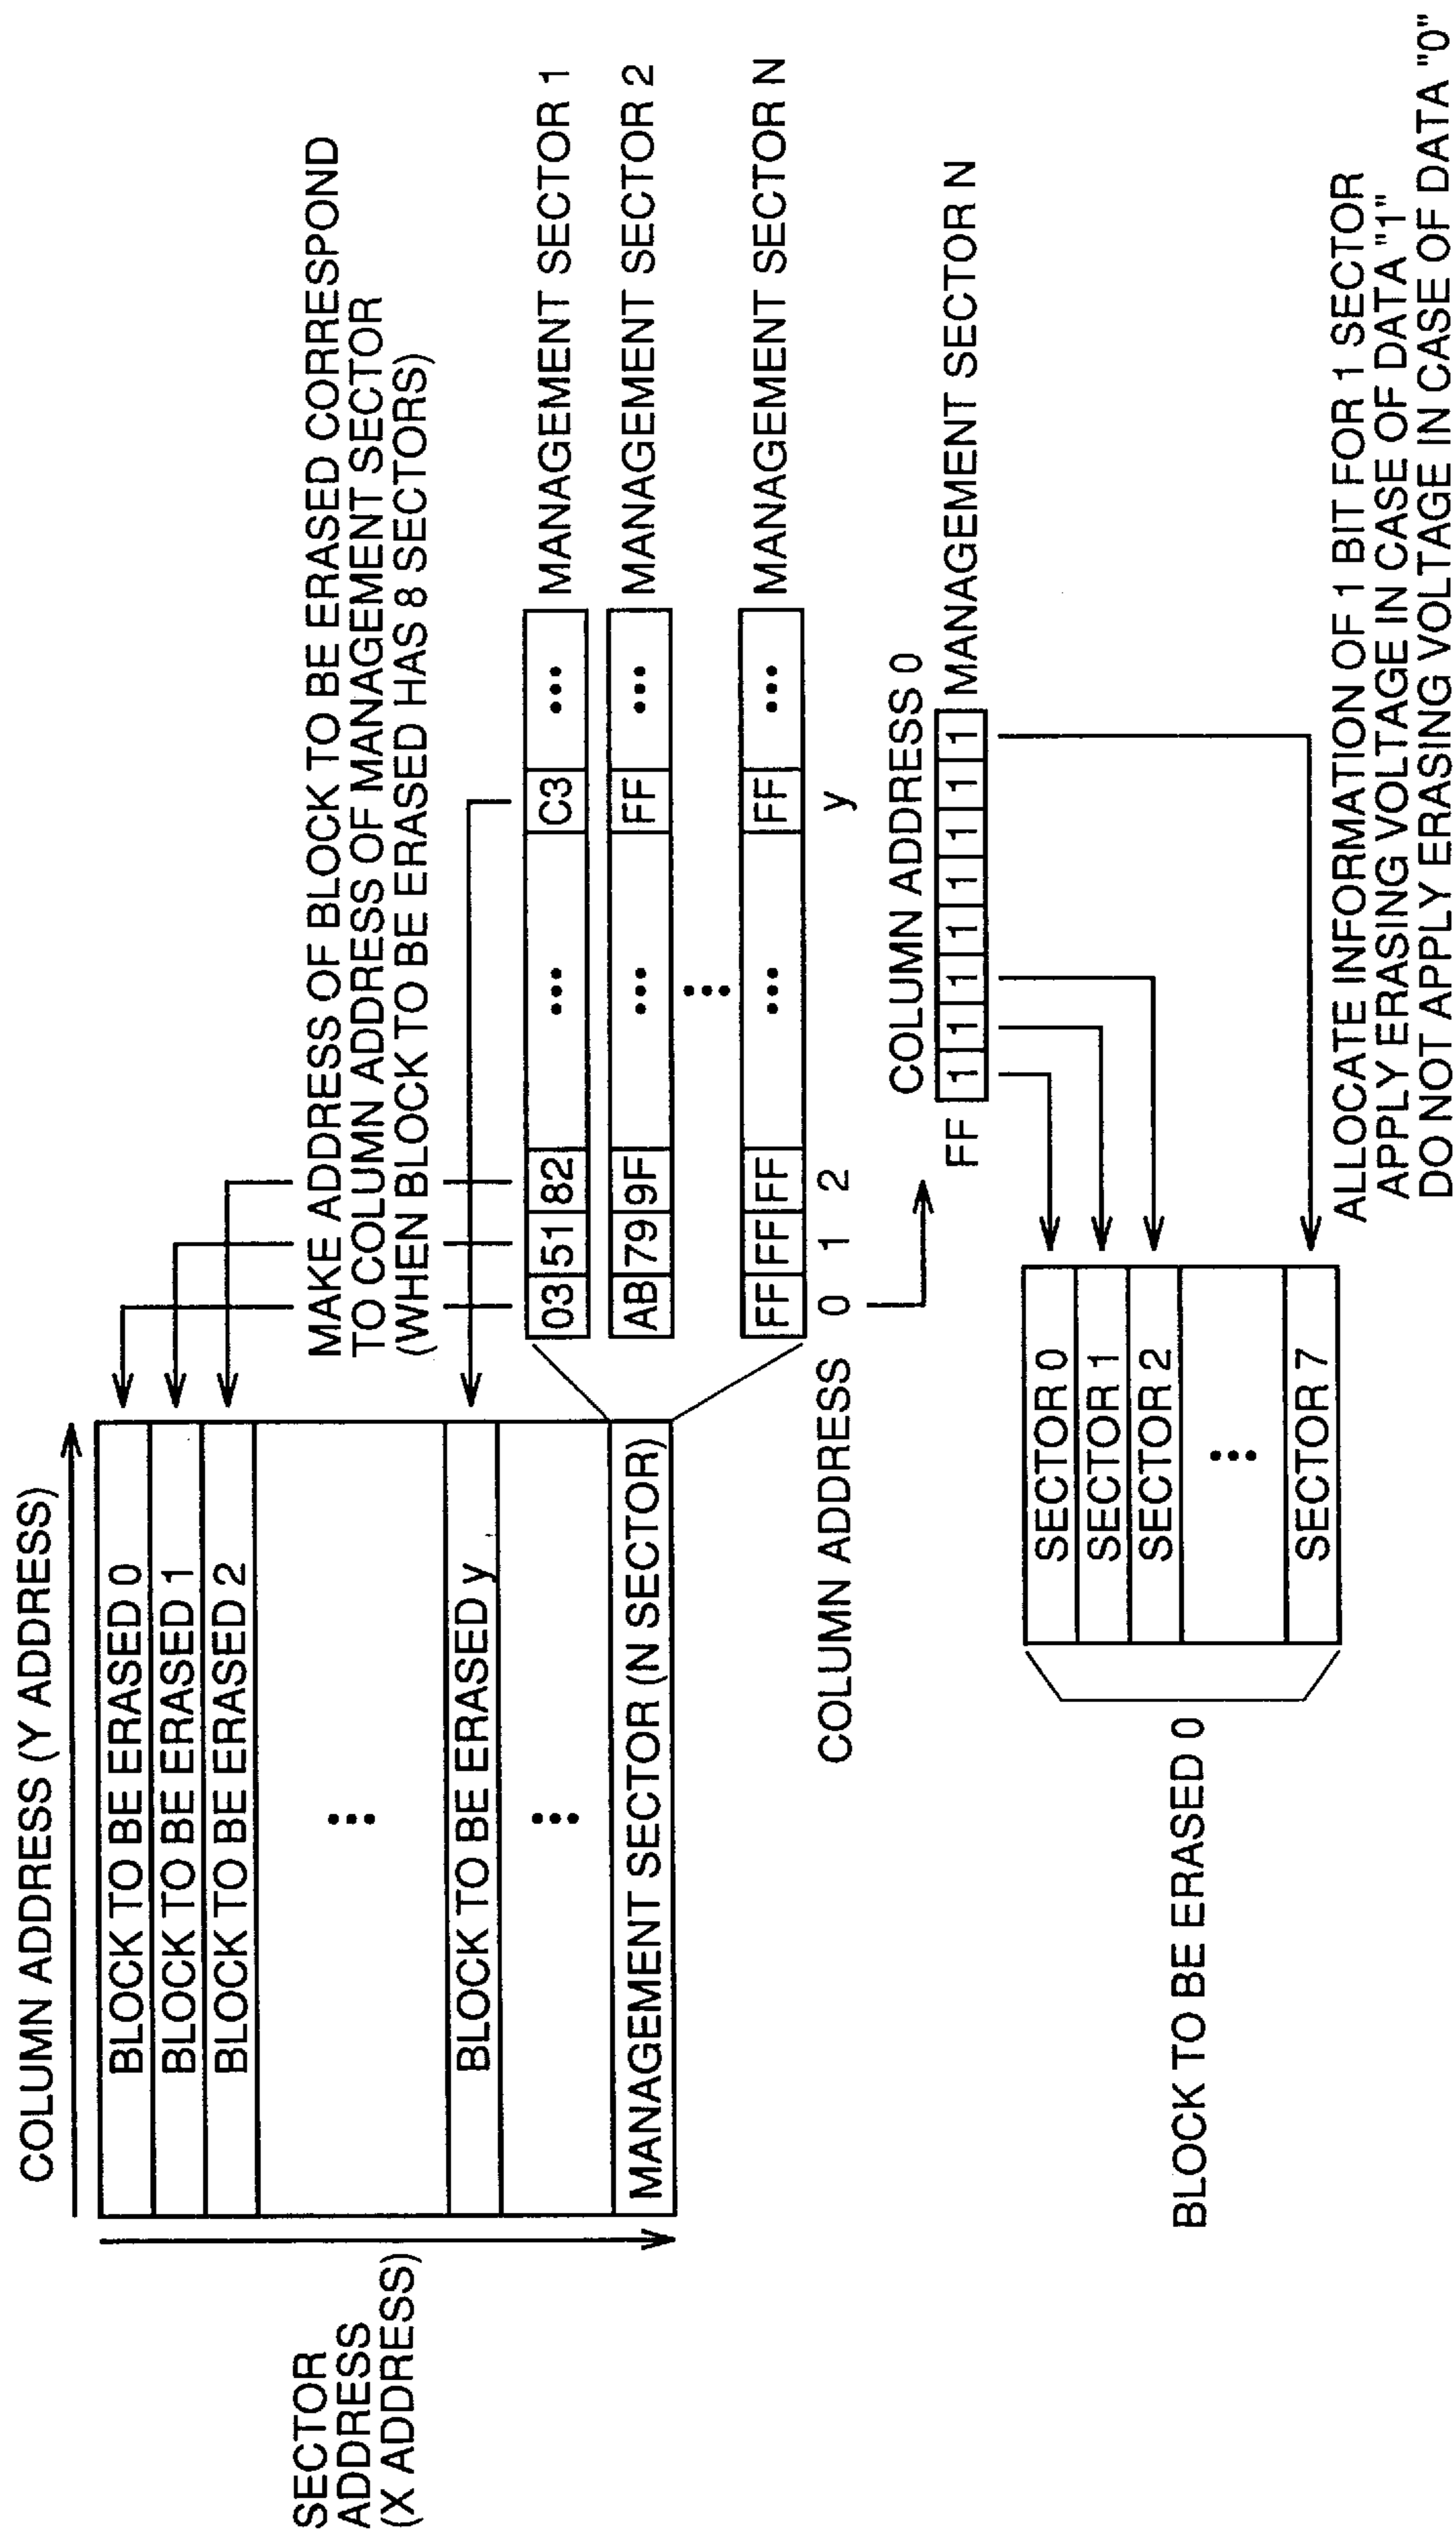 COLUMN ADDRESS (Y ADDRESS)
SECTOR
ADDRESS
(X ADDRESS)
BLOCK TO BE ERASED 0
BLOCK TO BE ERASED 1
BLOCK TO BE ERASED 2
...
BLOCK TO BE ERASED y
...
MANAGEMENT SECTOR (N SECTOR)
MAKE ADDRESS OF BLOCK TO BE ERASED CORRESPOND
TO COLUMN ADDRESS OF MANAGEMENT SECTOR
(WHEN BLOCK TO BE ERASED HAS 8 SECTORS)
03 51 82 ... C3 ... MANAGEMENT SECTOR 1
AB 79 9F ... FF ... MANAGEMENT SECTOR 2
...
FF FF FF ... FF ... MANAGEMENT SECTOR N
COLUMN ADDRESS 0 1 2 y
COLUMN ADDRESS 0
FF 1 1 1 1 1 1 1 1 MANAGEMENT SECTOR N
BLOCK TO BE ERASED 0
SECTOR 0
SECTOR 1
SECTOR 2
...
SECTOR 7
ALLOCATE INFORMATION OF 1 BIT FOR 1 SECTOR
APPLY ERASING VOLTAGE IN CASE OF DATA "1"
DO NOT APPLY ERASING VOLTAGE IN CASE OF DATA "0"